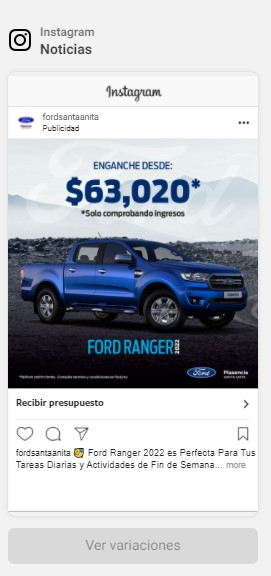 Instagram
Noticias
Instagram
fordsantaanita
Publicidad
ENGANCHE DESDE:
$63,020*
*Solo comprobando ingresos
FORD RANGER 2022
Ford
Plasencia
Recibir presupuesto
fordsantaanita Ford Ranger 2022 es Perfecta Para Tus
Tareas Diarias y Actividades de Fin de Semana... more
Ver variaciones